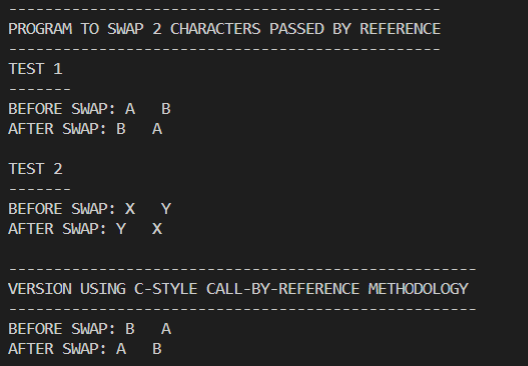 ------------------------------------------------
PROGRAM TO SWAP 2 CHARACTERS PASSED BY REFERENCE
------------------------------------------------
TEST 1
-------
BEFORE SWAP: A   B
AFTER SWAP: B   A
TEST 2
-------
BEFORE SWAP: X   Y
AFTER SWAP: Y   X
----------------------------------------------------
VERSION USING C-STYLE CALL-BY-REFERENCE METHODOLOGY
----------------------------------------------------
BEFORE SWAP: B   A
AFTER SWAP: A   B